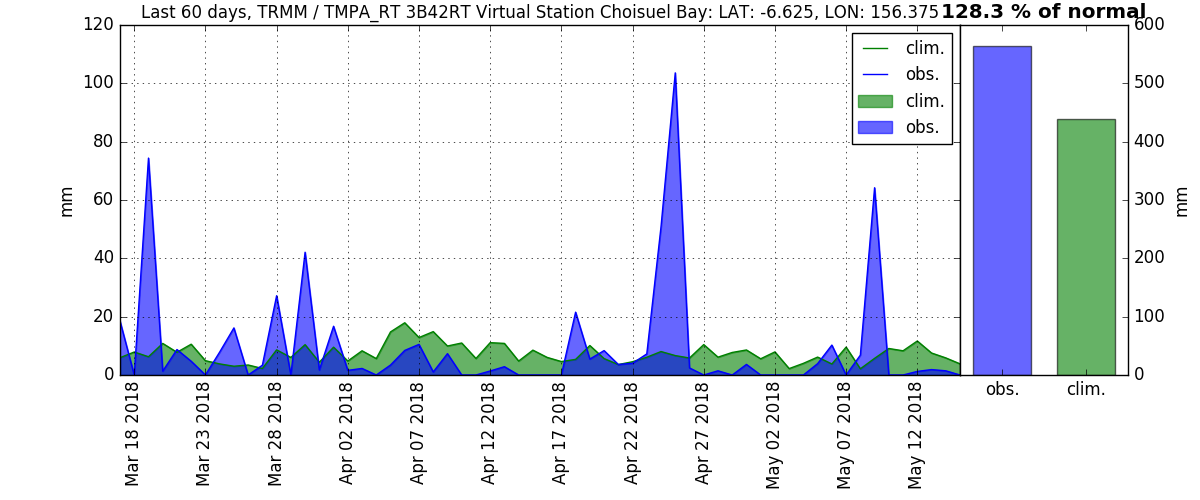 Last 60 days, TRMM / TMPA_RT 3B42RT Virtual Station Choisuel Bay: LAT: -6.625, LON: 156.375
128.3 % of normal
120
100
80
60
40
20
0
mm
clim.
obs.
clim.
obs.
600
500
400
300
200
100
0
mm
Mar 18 2018
Mar 23 2018
Mar 28 2018
Apr 02 2018
Apr 07 2018
Apr 12 2018
Apr 17 2018
Apr 22 2018
Apr 27 2018
May 02 2018
May 07 2018
May 12 2018
obs.
clim.